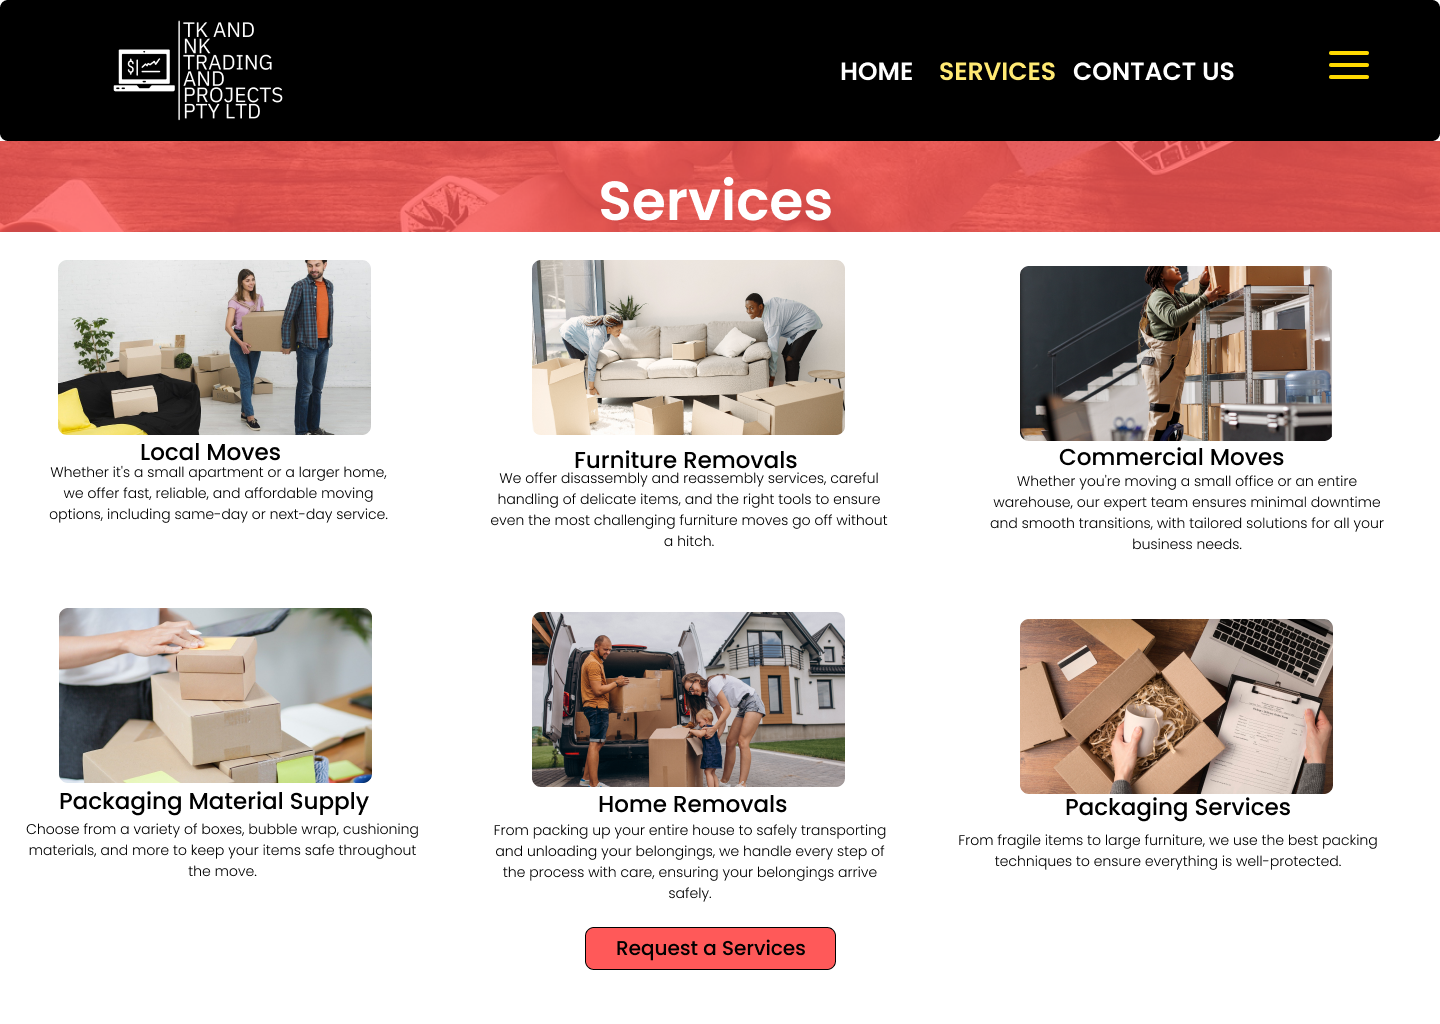 TK AND
NK
TRADING
AND
PROJECTS
PTY LTD
HOME SERVICES CONTACT US
Services
Local Moves
Whether it's a small apartment or a larger home,
we offer fast, reliable, and affordable moving
options, including same-day or next-day service.
Furniture Removals
We offer disassembly and reassembly services, careful
handling of delicate items, and the right tools to ensure
even the most challenging furniture moves go off without
a hitch.
Commercial Moves
Whether you're moving a small office or an entire
warehouse, our expert team ensures minimal downtime
and smooth transitions, with tailored solutions for all your
business needs.
Packaging Material Supply
Choose from a variety of boxes, bubble wrap, cushioning
materials, and more to keep your items safe throughout
the move.
Home Removals
From packing up your entire house to safely transporting
and unloading your belongings, we handle every step of
the process with care, ensuring your belongings arrive
safely.
Packaging Services
From fragile items to large furniture, we use the best packing
techniques to ensure everything is well-protected.
Request a Services